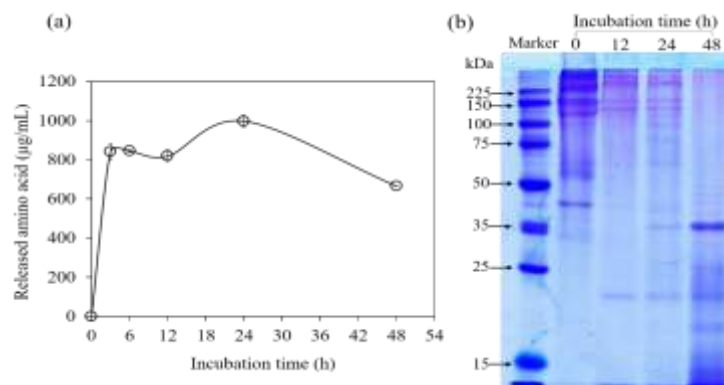 (a)
1200
1000
800
600
400
200
0
Released amino acid (µg/mL)
0 6 12 18 24 30 36 42 48 54
Incubation time (h)
(b)
Incubation time (h)
Marker 0 12 24 48
kDa
225
150
100
75
50
35
25
15